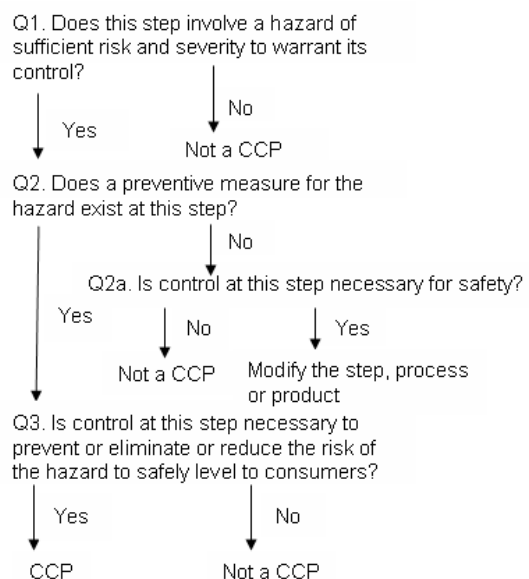 Q1. Does this step involve a hazard of
sufficient risk and severity to warrant its
control?
No
Yes
Not a CCP
Q2. Does a preventive measure for the
hazard exist at this step?
No
Q2a. Is control at this step necessary for safety?
Yes
No
Yes
Not a CCP
Modify the step, process
or product
Q3. Is control at this step necessary to
prevent or eliminate or reduce the risk of
the hazard to safely level to consumers?
Yes
No
CCP
Not a CCP